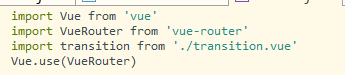 import Vue from 'vue'
import VueRouter from 'vue-router'
import transition from './transition.vue'
Vue.use(VueRouter)